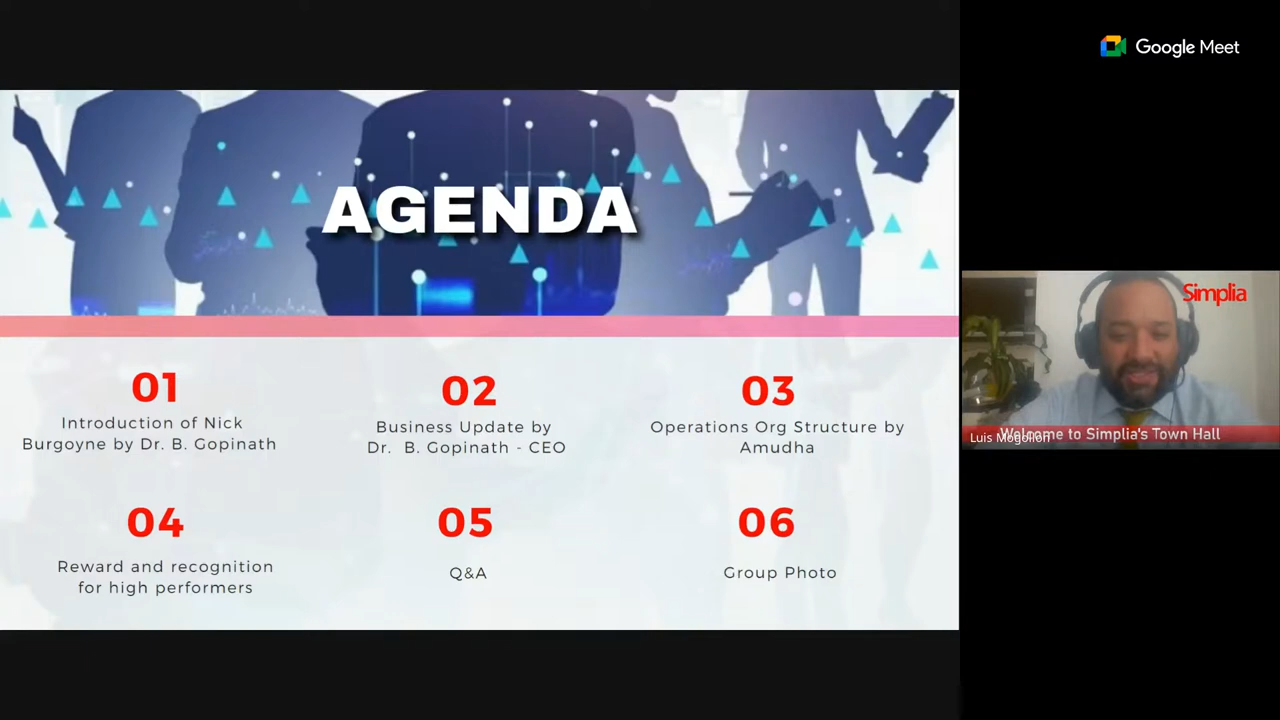 Google Meet
AGENDA
01
Introduction of Nick
Burgoyne by Dr. B. Gopinath
02
Business Update by
Dr. B. Gopinath - CEO
03
Operations Org Structure by
Amudha
04
Reward and recognition
for high performers
05
Q&A
06
Group Photo
Simplia
Welcome to Simplia's Town Hall
Luis Mogollon